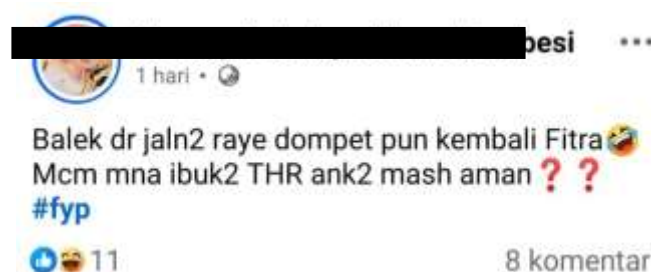 besi
1 hari
Balek dr jaln2 raye dompet pun kembali Fitra🤣
Mcm mna ibuk2 THR ank2 mash aman❓❓
#fyp
11
8 komentar